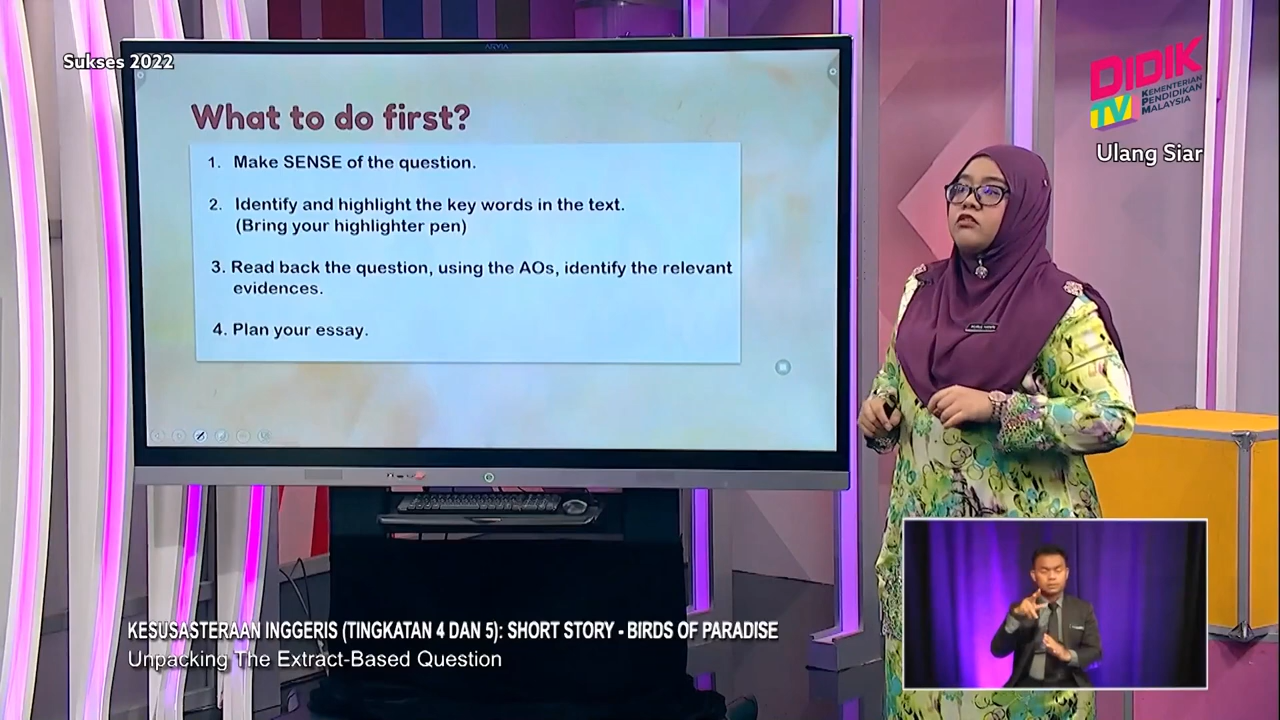 Sukses 2022
What to do first?
1. Make SENSE of the question.
2. Identify and highlight the key words in the text.
(Bring your highlighter pen)
3. Read back the question, using the AOs, identify the relevant
evidences.
4. Plan your essay.
DIDIK
TV
KEMENTERIAN
PENDIDIKAN
MALAYSIA
Ulang Siar
KESUSASTERAAN INGGERIS (TINGKATAN 4 DAN 5): SHORT STORY - BIRDS OF PARADISE
Unpacking The Extract-Based Question